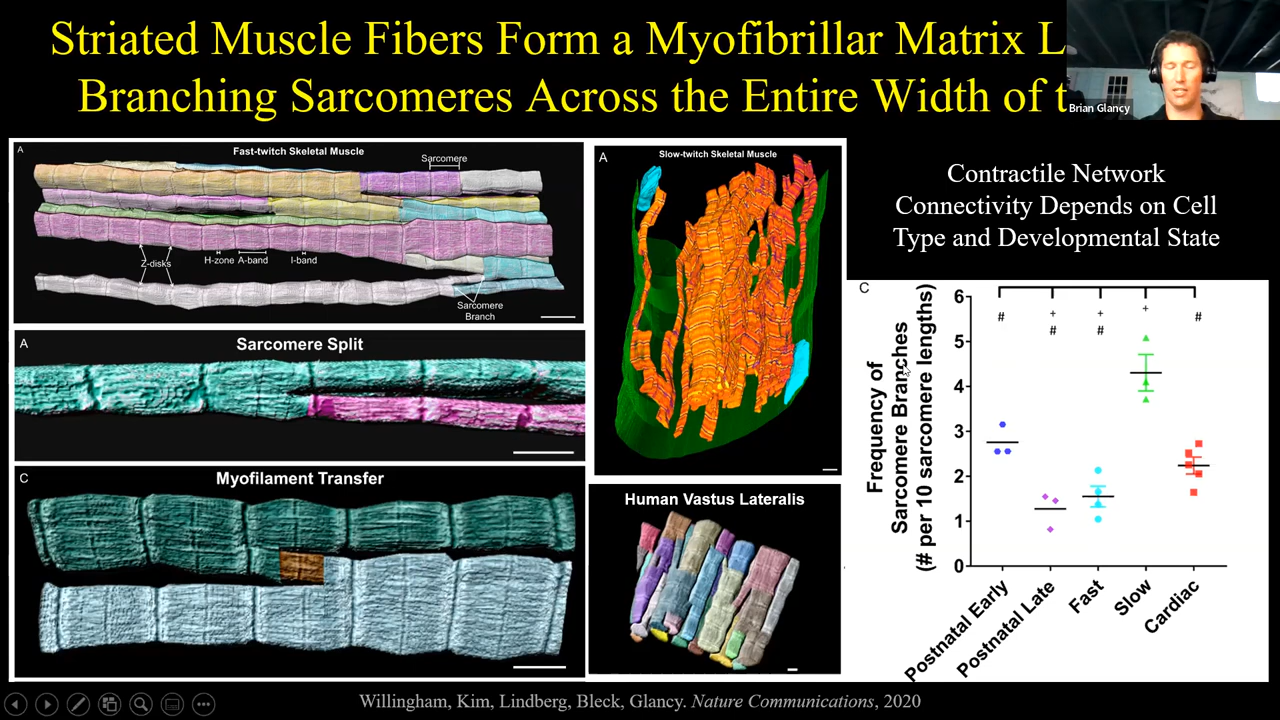 Striated Muscle Fibers Form a Myofibrillar Matrix
Branching Sarcomeres Across the Entire Width of
Brian Glancy
A
Fast-twitch Skeletal Muscle
Sarcomere
Z-disks
H-zone
A-band
I-band
Sarcomere
Branch
A
Sarcomere Split
C
Myofilament Transfer
A
Slow-twitch Skeletal Muscle
Human Vastus Lateralis
Contractile Network
Connectivity Depends on Cell
Type and Developmental State
C
Frequency of
Sarcomere Branches
(# per 10 sarcomere lengths)
6
5
4
3
2
1
0
# + # + # + #
Postnatal Early
Postnatal Late
Fast
Slow
Cardiac
Willingham, Kim, Lindberg, Bleck, Glancy. Nature Communications, 2020